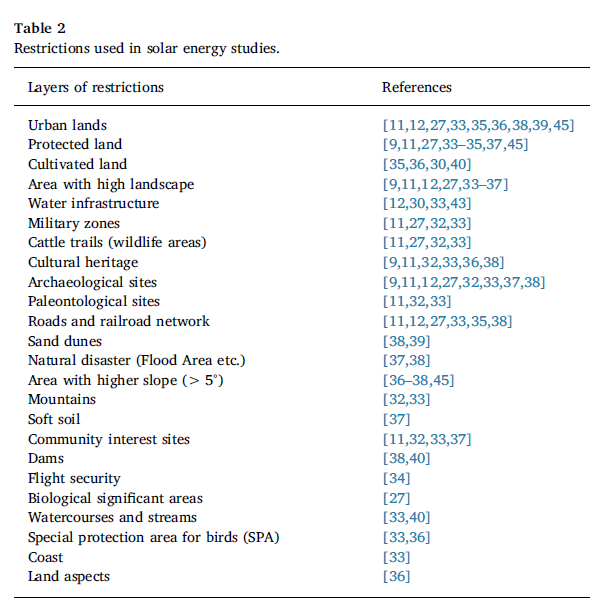 Table 2
Restrictions used in solar energy studies.
Layers of restrictions References
Urban lands [11,12,27,33,35,36,38,39,45]
Protected land [9,11,27,33–35,37,45]
Cultivated land [35,36,30,40]
Area with high landscape [9,11,12,27,33–37]
Water infrastructure [12,30,33,43]
Military zones [11,27,32,33]
Cattle trails (wildlife areas) [11,27,32,33]
Cultural heritage [9,11,32,33,36,38]
Archaeological sites [9,11,12,27,32,33,37,38]
Paleontological sites [11,32,33]
Roads and railroad network [11,12,27,33,35,38]
Sand dunes [38,39]
Natural disaster (Flood Area etc.) [37,38]
Area with higher slope (> 5°) [36–38,45]
Mountains [32,33]
Soft soil [37]
Community interest sites [11,32,33,37]
Dams [38,40]
Flight security [34]
Biological significant areas [27]
Watercourses and streams [33,40]
Special protection area for birds (SPA) [33,36]
Coast [33]
Land aspects [36]